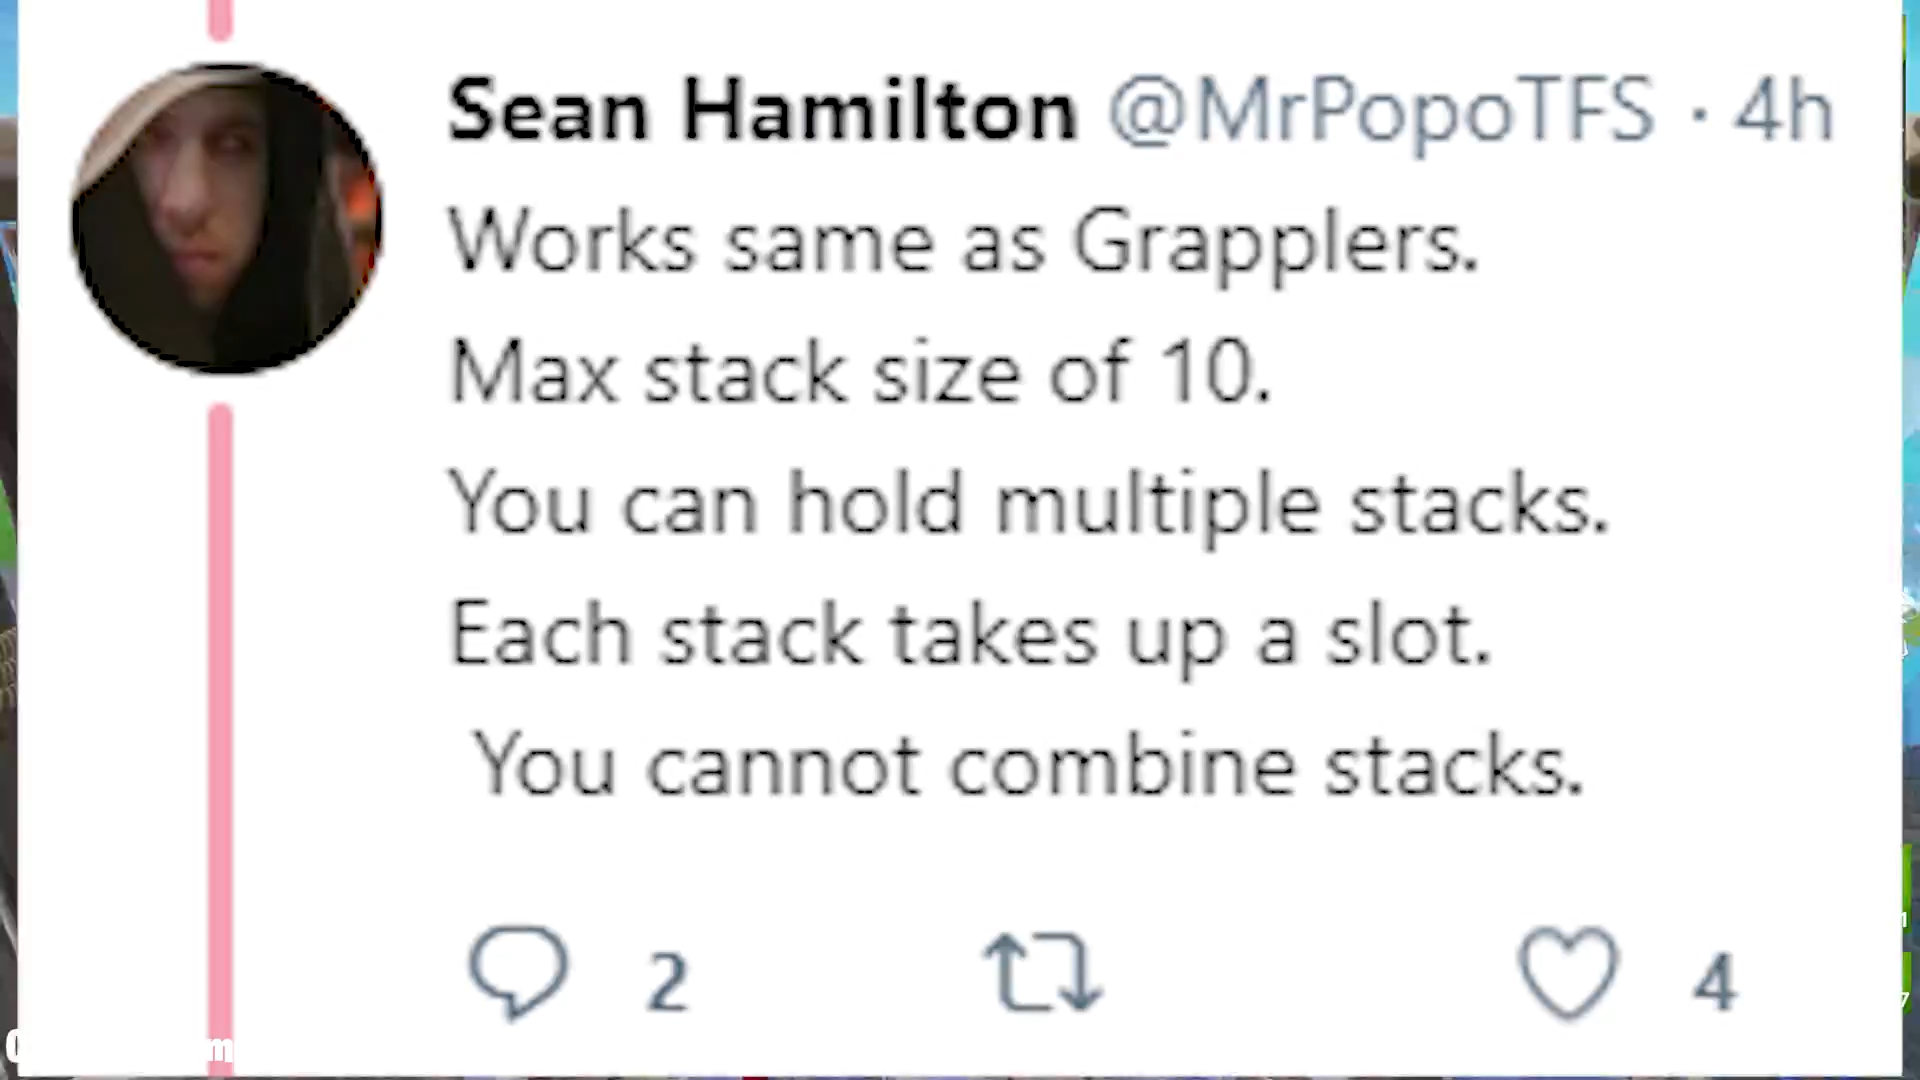 Sean Hamilton @MrPopoTFS · 4h
Works same as Grapplers.
Max stack size of 10.
You can hold multiple stacks.
Each stack takes up a slot.
You cannot combine stacks.
2 4